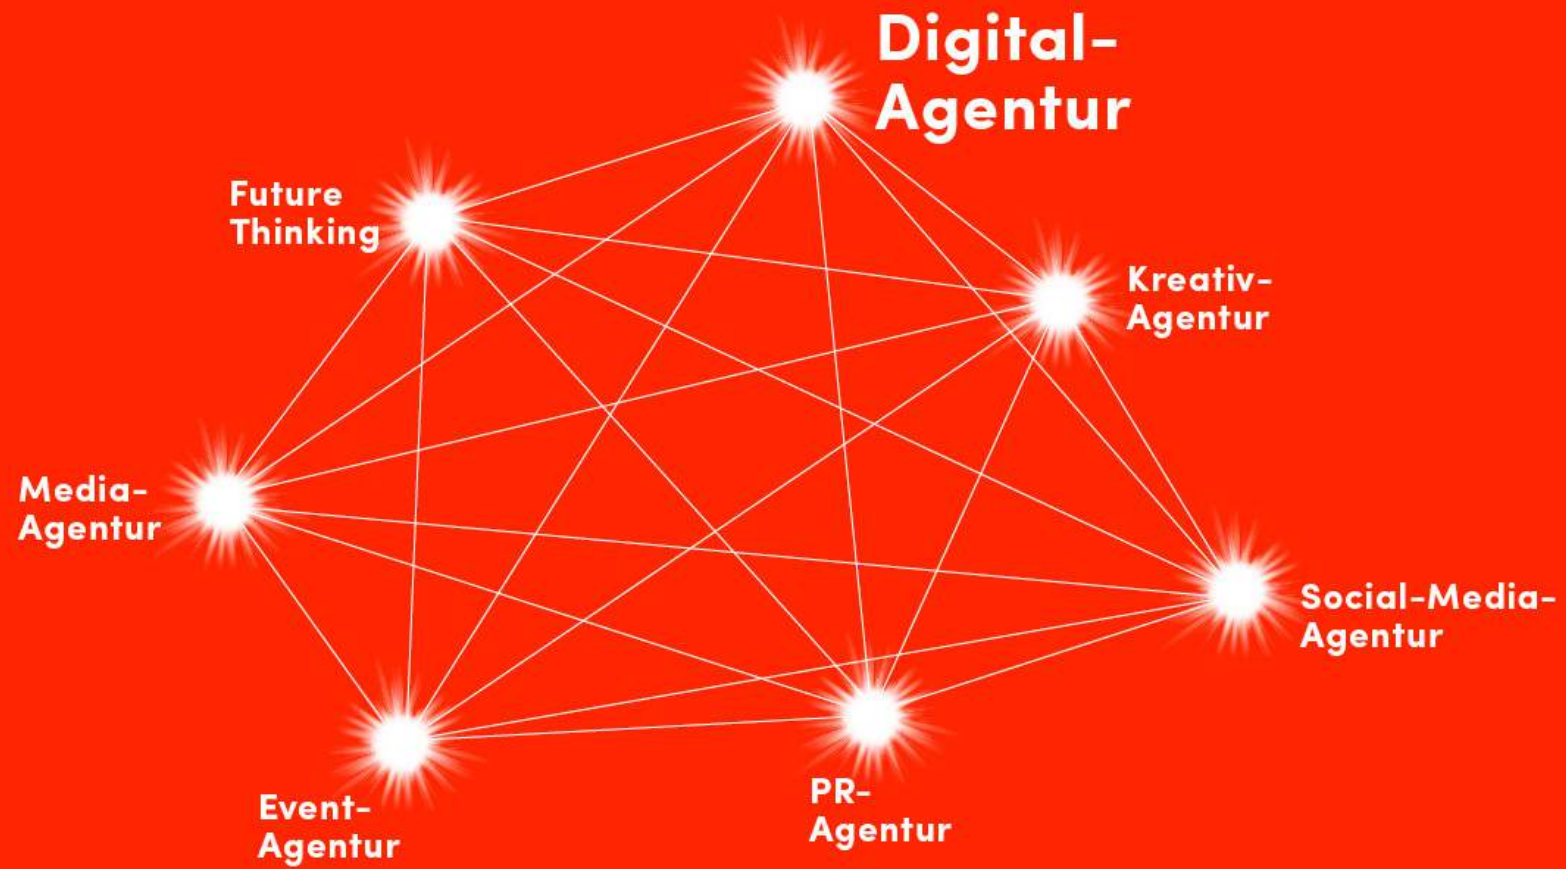 Digital-
Agentur
Future
Thinking
Kreativ-
Agentur
Media-
Agentur
Social-Media-
Agentur
PR-
Agentur
Event-
Agentur